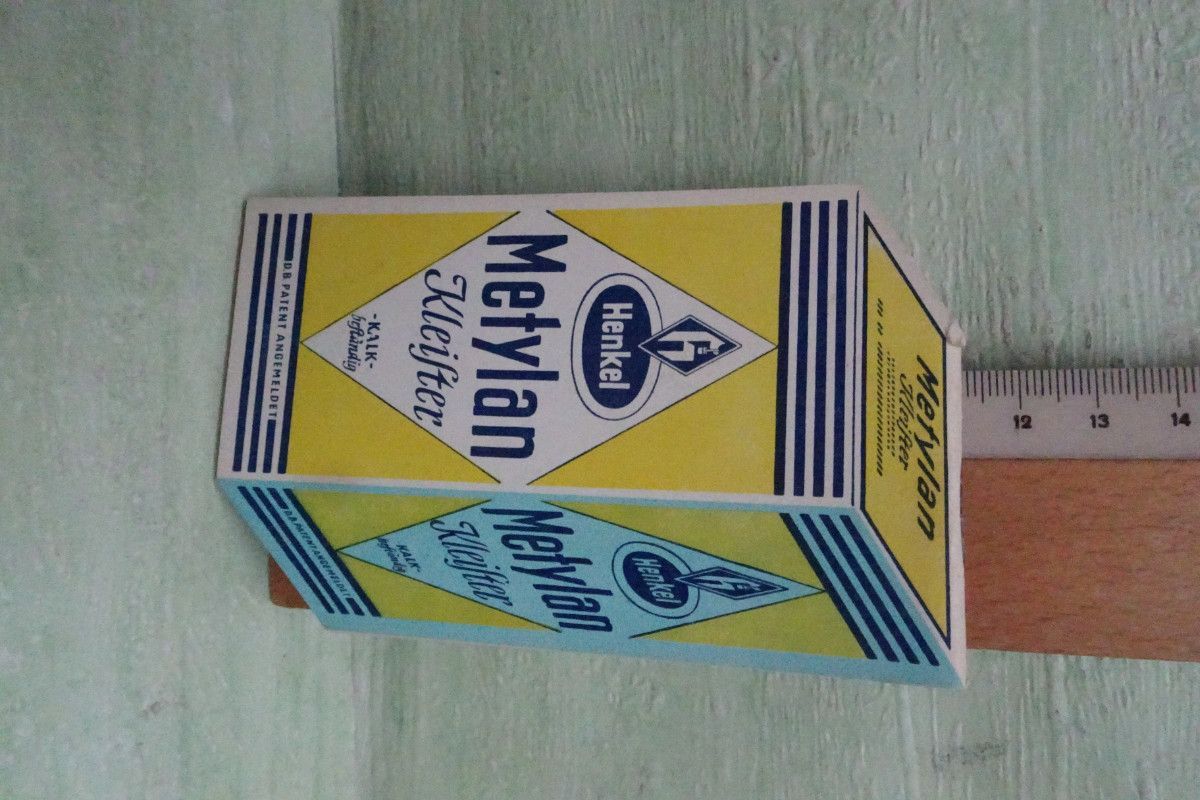 Henkel
Metylan
Kleister
-KALK-
beständig
D.B. PATENT ANGEMELDET
Henkel
Metylan
Kleister
KALK-
beständig
D.B. PATENT ANGEMELDET
Metylan
Kleister
12 13 14